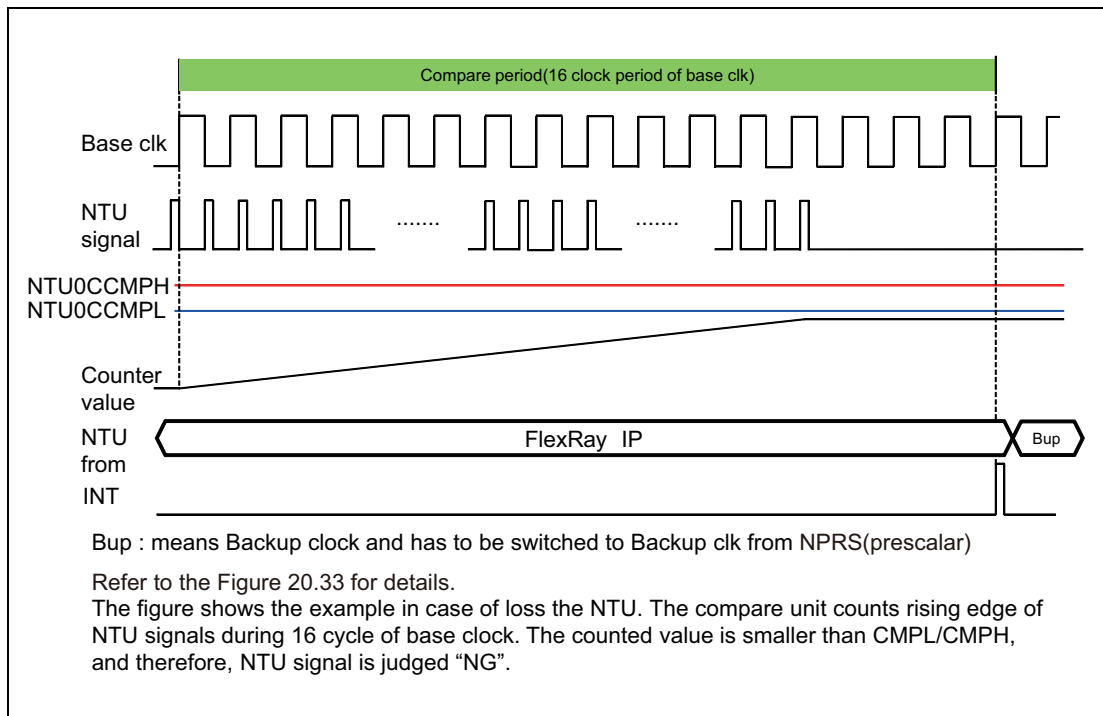 Compare period(16 clock period of base clk)
Base clk
NTU
signal
.......
.......
NTU0CCMPH
NTU0CCMPL
Counter
value
NTU
from
FlexRay IP
Bup
INT
Bup : means Backup clock and has to be switched to Backup clk from NPRS(prescalar)
Refer to the Figure 20.33 for details.
The figure shows the example in case of loss the NTU. The compare unit counts rising edge of
NTU signals during 16 cycle of base clock. The counted value is smaller than CMPL/CMPH,
and therefore, NTU signal is judged “NG”.